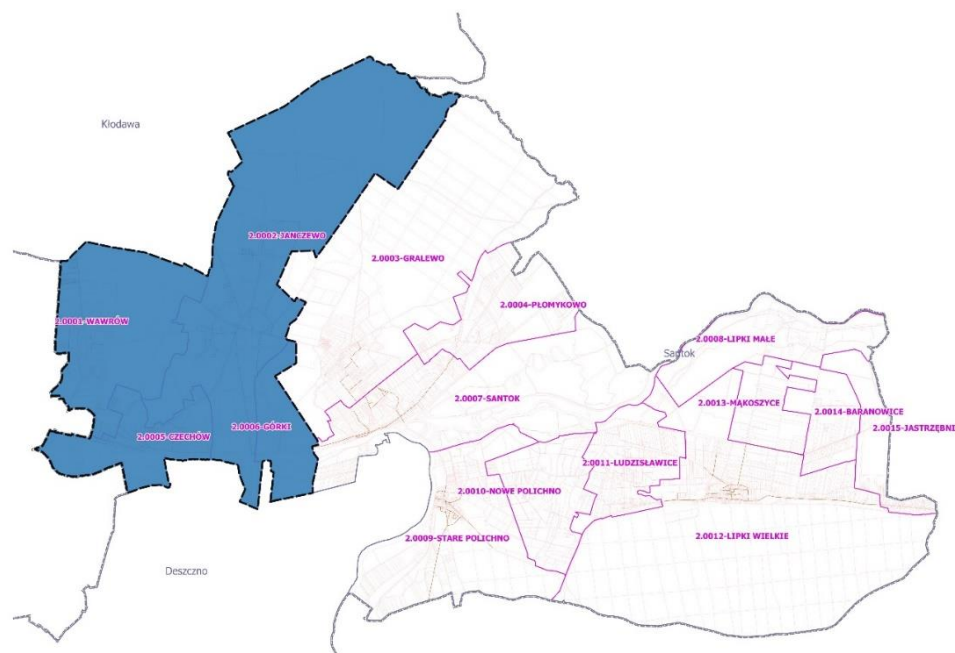 Kłodawa
2.0002-JANCZEWO
2.0003-GRALEWO
2.0004-PŁOMYKOWO
2.0001-WAWRÓW
2.0008-LIPKI MAŁE
Santok
2.0007-SANTOK
2.0013-MĄKOSZYCE
2.0014-BARANOWICE
2.0015-JASTRZĘBNI
2.0006-GÓRKI
2.0005-CZECHÓW
2.0011-LUDZISŁAWICE
2.0010-NOWE POLICHNO
2.0009-STARE POLICHNO
2.0012-LIPKI WIELKIE
Deszczno